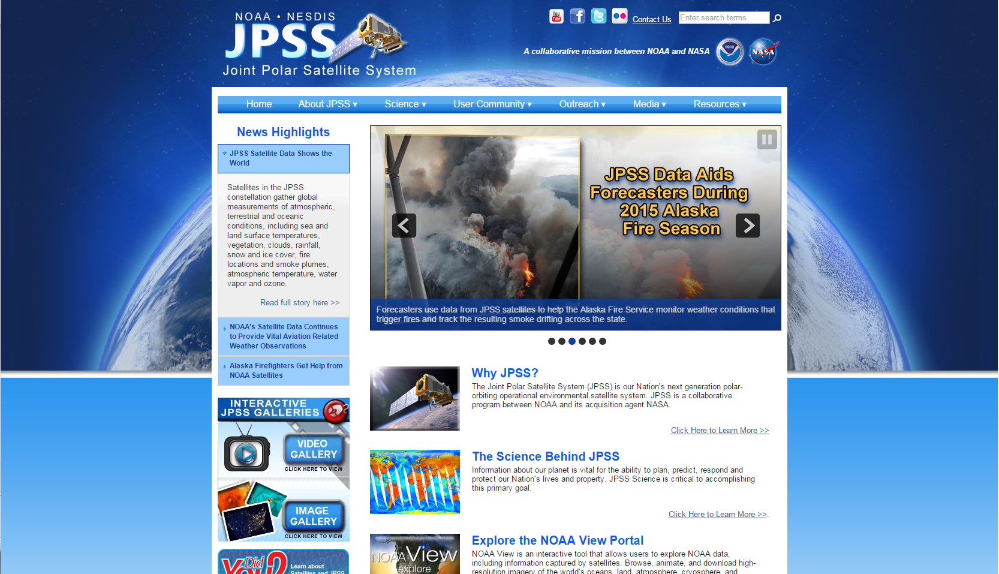 NOAA • NESDIS
JPSS
Joint Polar Satellite System
You
Tube
Contact Us
Enter search terms
A collaborative mission between NOAA and NASA
NOAA
NASA
Home
About JPSS ▾
Science ▾
User Community ▾
Outreach ▾
Media ▾
Resources ▾
News Highlights
JPSS Satellite Data Shows the
World
Satellites in the JPSS
constellation gather global
measurements of atmospheric,
terrestrial and oceanic
conditions, including sea and
land surface temperatures,
vegetation, clouds, rainfall,
snow and ice cover, fire
locations and smoke plumes,
atmospheric temperature, water
vapor and ozone.
Read full story here >>
NOAA's Satellite Data Continues
to Provide Vital Aviation Related
Weather Observations
Alaska Firefighters Get Help from
NOAA Satellites
INTERACTIVE
JPSS GALLERIES
VIDEO
GALLERY
CLICK HERE TO VIEW
IMAGE
GALLERY
CLICK HERE TO VIEW
Did
You?
Learn about
Satellites and JPSS
JPSS Data Aids
Forecasters During
2015 Alaska
Fire Season
Forecasters use data from JPSS satellites to help the Alaska Fire Service monitor weather conditions that
trigger fires and track the resulting smoke drifting across the state.
Why JPSS?
The Joint Polar Satellite System (JPSS) is our Nation's next generation polar-
orbiting operational environmental satellite system. JPSS is a collaborative
program between NOAA and its acquisition agent NASA.
Click Here to Learn More >>
The Science Behind JPSS
Information about our planet is vital for the ability to plan, predict, respond and
protect our Nation's lives and property. JPSS Science is critical to accomplishing
this primary goal.
Click Here to Learn More >>.
NOAA View
explore
Explore the NOAA View Portal
NOAA View is an interactive tool that allows users to explore NOAA data,
including information captured by satellites. Browse, animate, and download high-
resolution imagery of the world's oceans, land, atmosphere, cryosphere, and